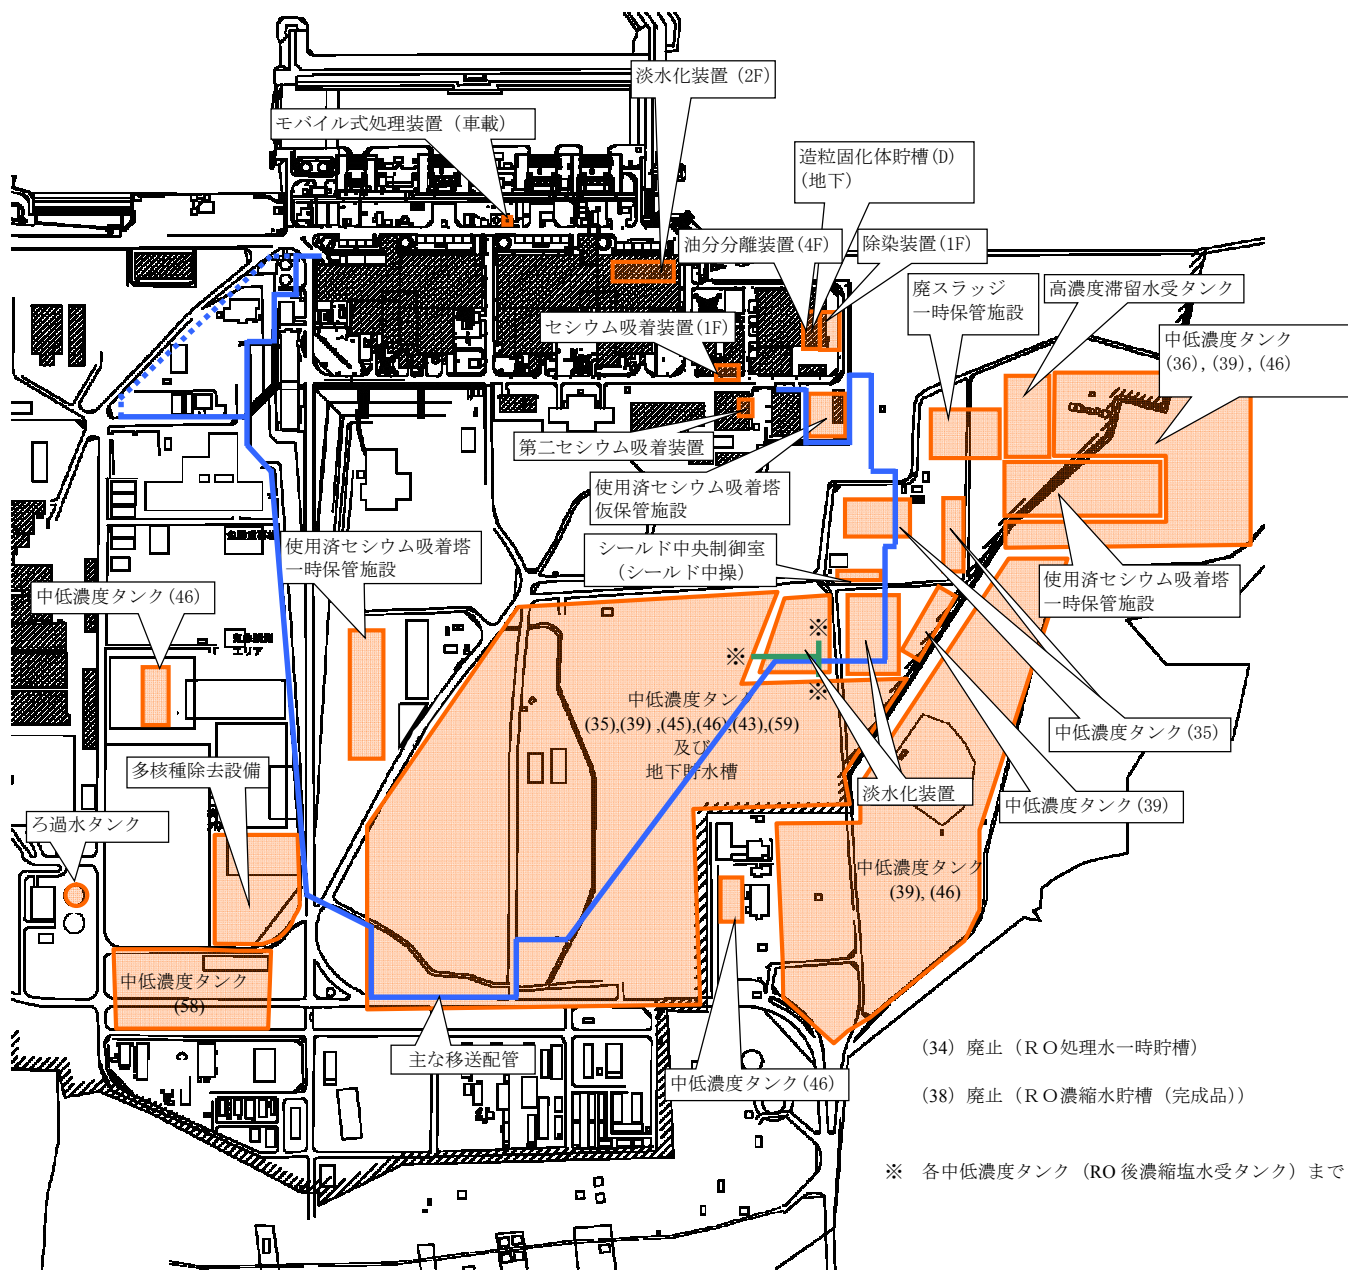 淡水化装置 (2F)
モバイル式処理装置（車載）
造粒固化体貯槽(D)
(地下)
油分分離装置(4F)
除染装置(1F)
廃スラッジ
一時保管施設
高濃度滞留水受タンク
中低濃度タンク
(36), (39), (46)
セシウム吸着装置(1F)
第二セシウム吸着装置
使用済セシウム吸着塔
仮保管施設
シールド中央制御室
（シールド中操）
使用済セシウム吸着塔
一時保管施設
使用済セシウム吸着塔
一時保管施設
中低濃度タンク(46)
エリア
※
※
※
中低濃度タンク
(35),(39) ,(45),(46),(43),(59)
及び
地下貯水槽
中低濃度タンク(35)
淡水化装置
中低濃度タンク(39)
多核種除去設備
ろ過水タンク
中低濃度タンク
(39), (46)
中低濃度タンク
(58)
主な移送配管
中低濃度タンク(46)
(34) 廃止（ＲＯ処理水一時貯槽）
(38) 廃止（ＲＯ濃縮水貯槽（完成品））
※ 各中低濃度タンク（RO 後濃縮塩水受タンク）まで